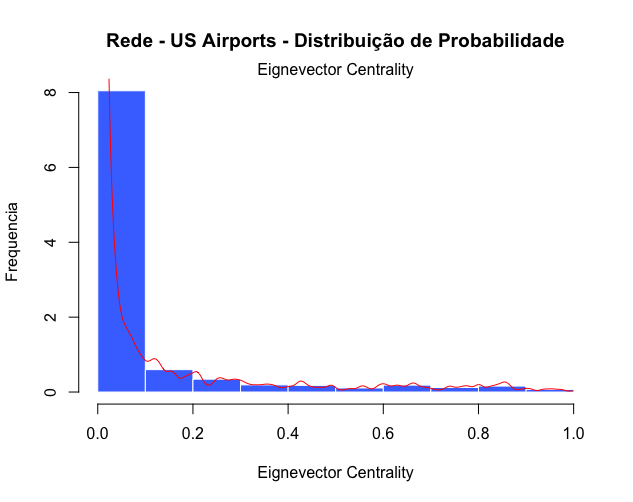 Rede - US Airports - Distribuição de Probabilidade
Eignevector Centrality
Frequencia
8
6
4
2
0
0.0 0.2 0.4 0.6 0.8 1.0
Eignevector Centrality